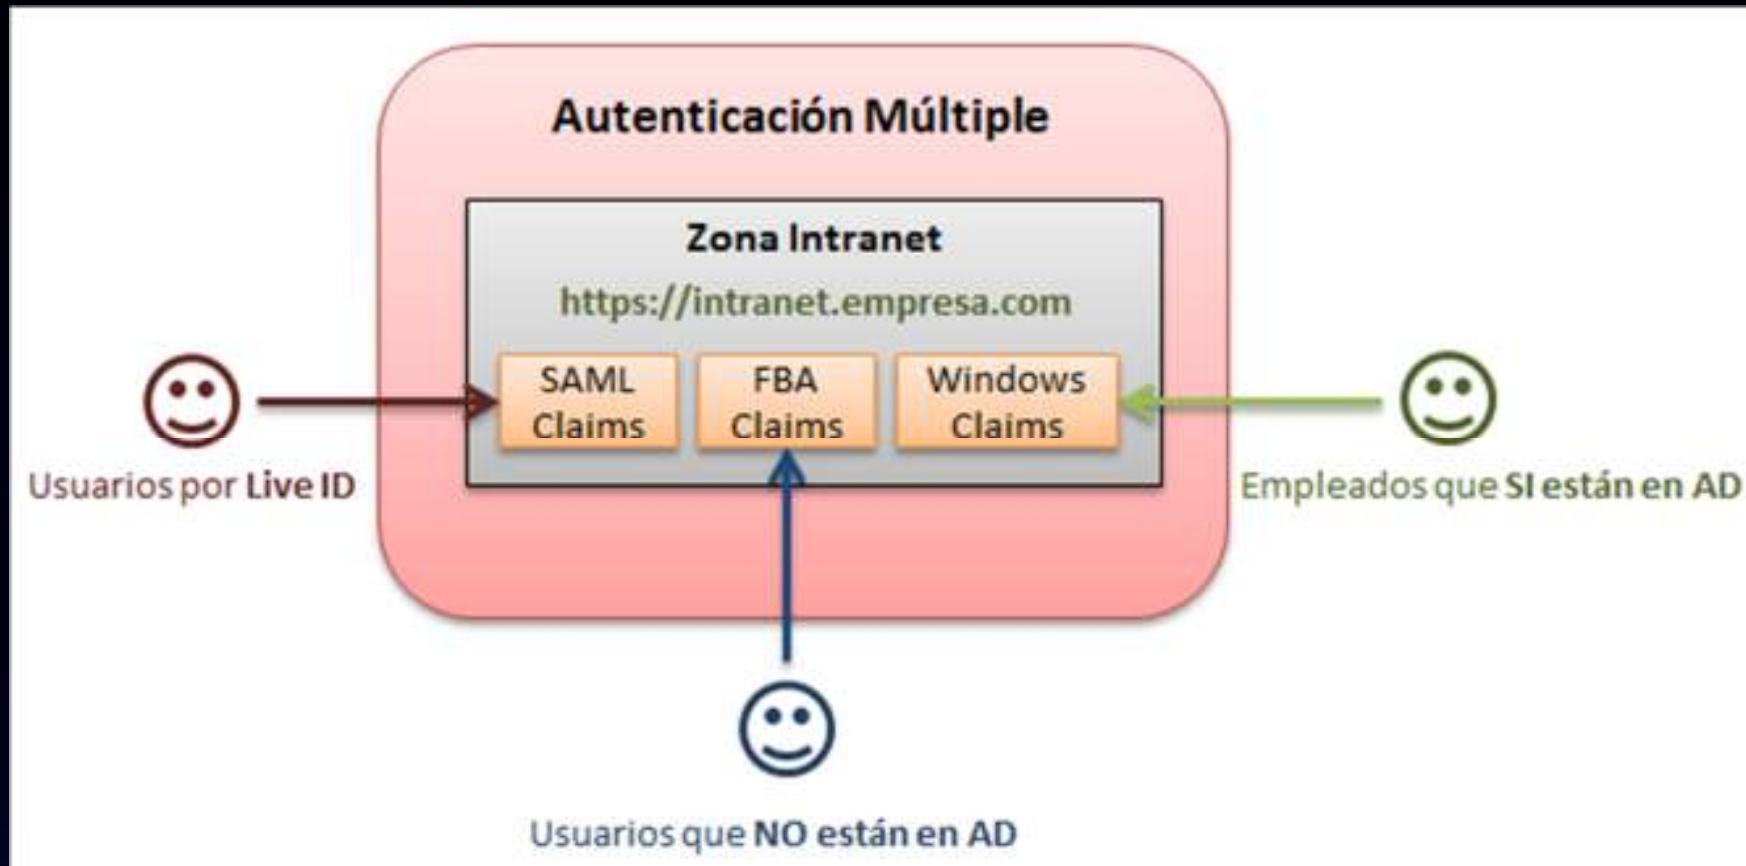 Autenticación Múltiple
Zona Intranet
https://intranet.empresa.com
SAML
Claims
FBA
Claims
Windows
Claims
Usuarios por Live ID
Empleados que SI están en AD
Usuarios que NO están en AD